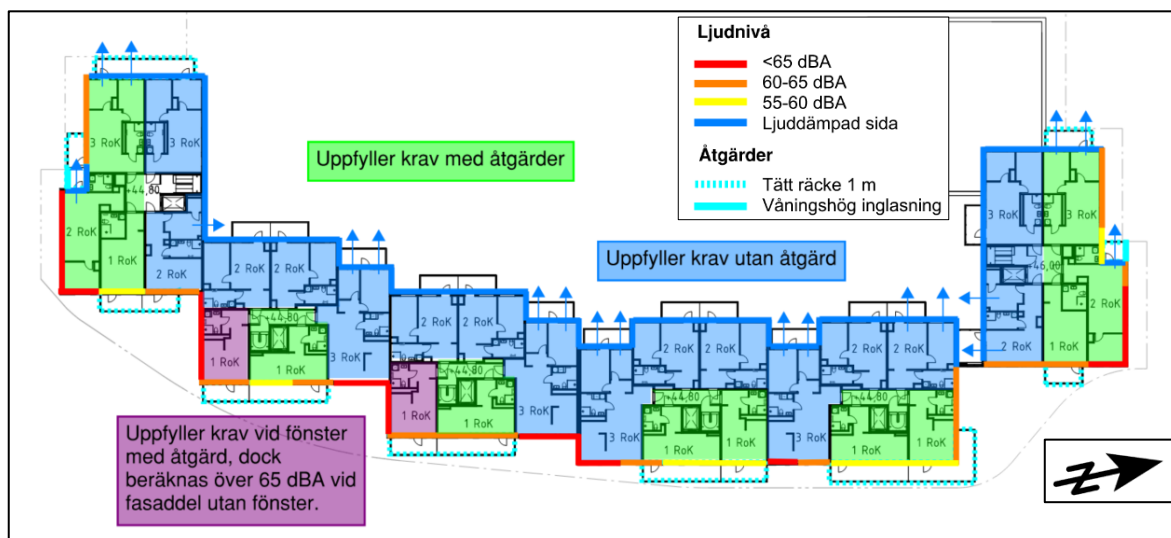 Ljudnivå
<65 dBA
60-65 dBA
55-60 dBA
Ljuddämpad sida
Åtgärder
Tätt räcke 1 m
Våningshög inglasning
Uppfyller krav med åtgärder
Uppfyller krav utan åtgärd
Uppfyller krav vid fönster
med åtgärd, dock
beräknas över 65 dBA vid
fasaddel utan fönster.
3 RoK
3 RoK
+44,80
2 RoK
1 RoK
2 RoK
2 RoK
2 RoK
+44,80
1 RoK
1 RoK
3 RoK
2 RoK
2 RoK
+44,80
1 RoK
1 RoK
3 RoK
2 RoK
2 RoK
+44,80
3 RoK
1 RoK
1 RoK
2 RoK
2 RoK
+44,80
3 RoK
1 RoK
1 RoK
3 RoK
3 RoK
+46,00
2 RoK
1 RoK
2 RoK
Z